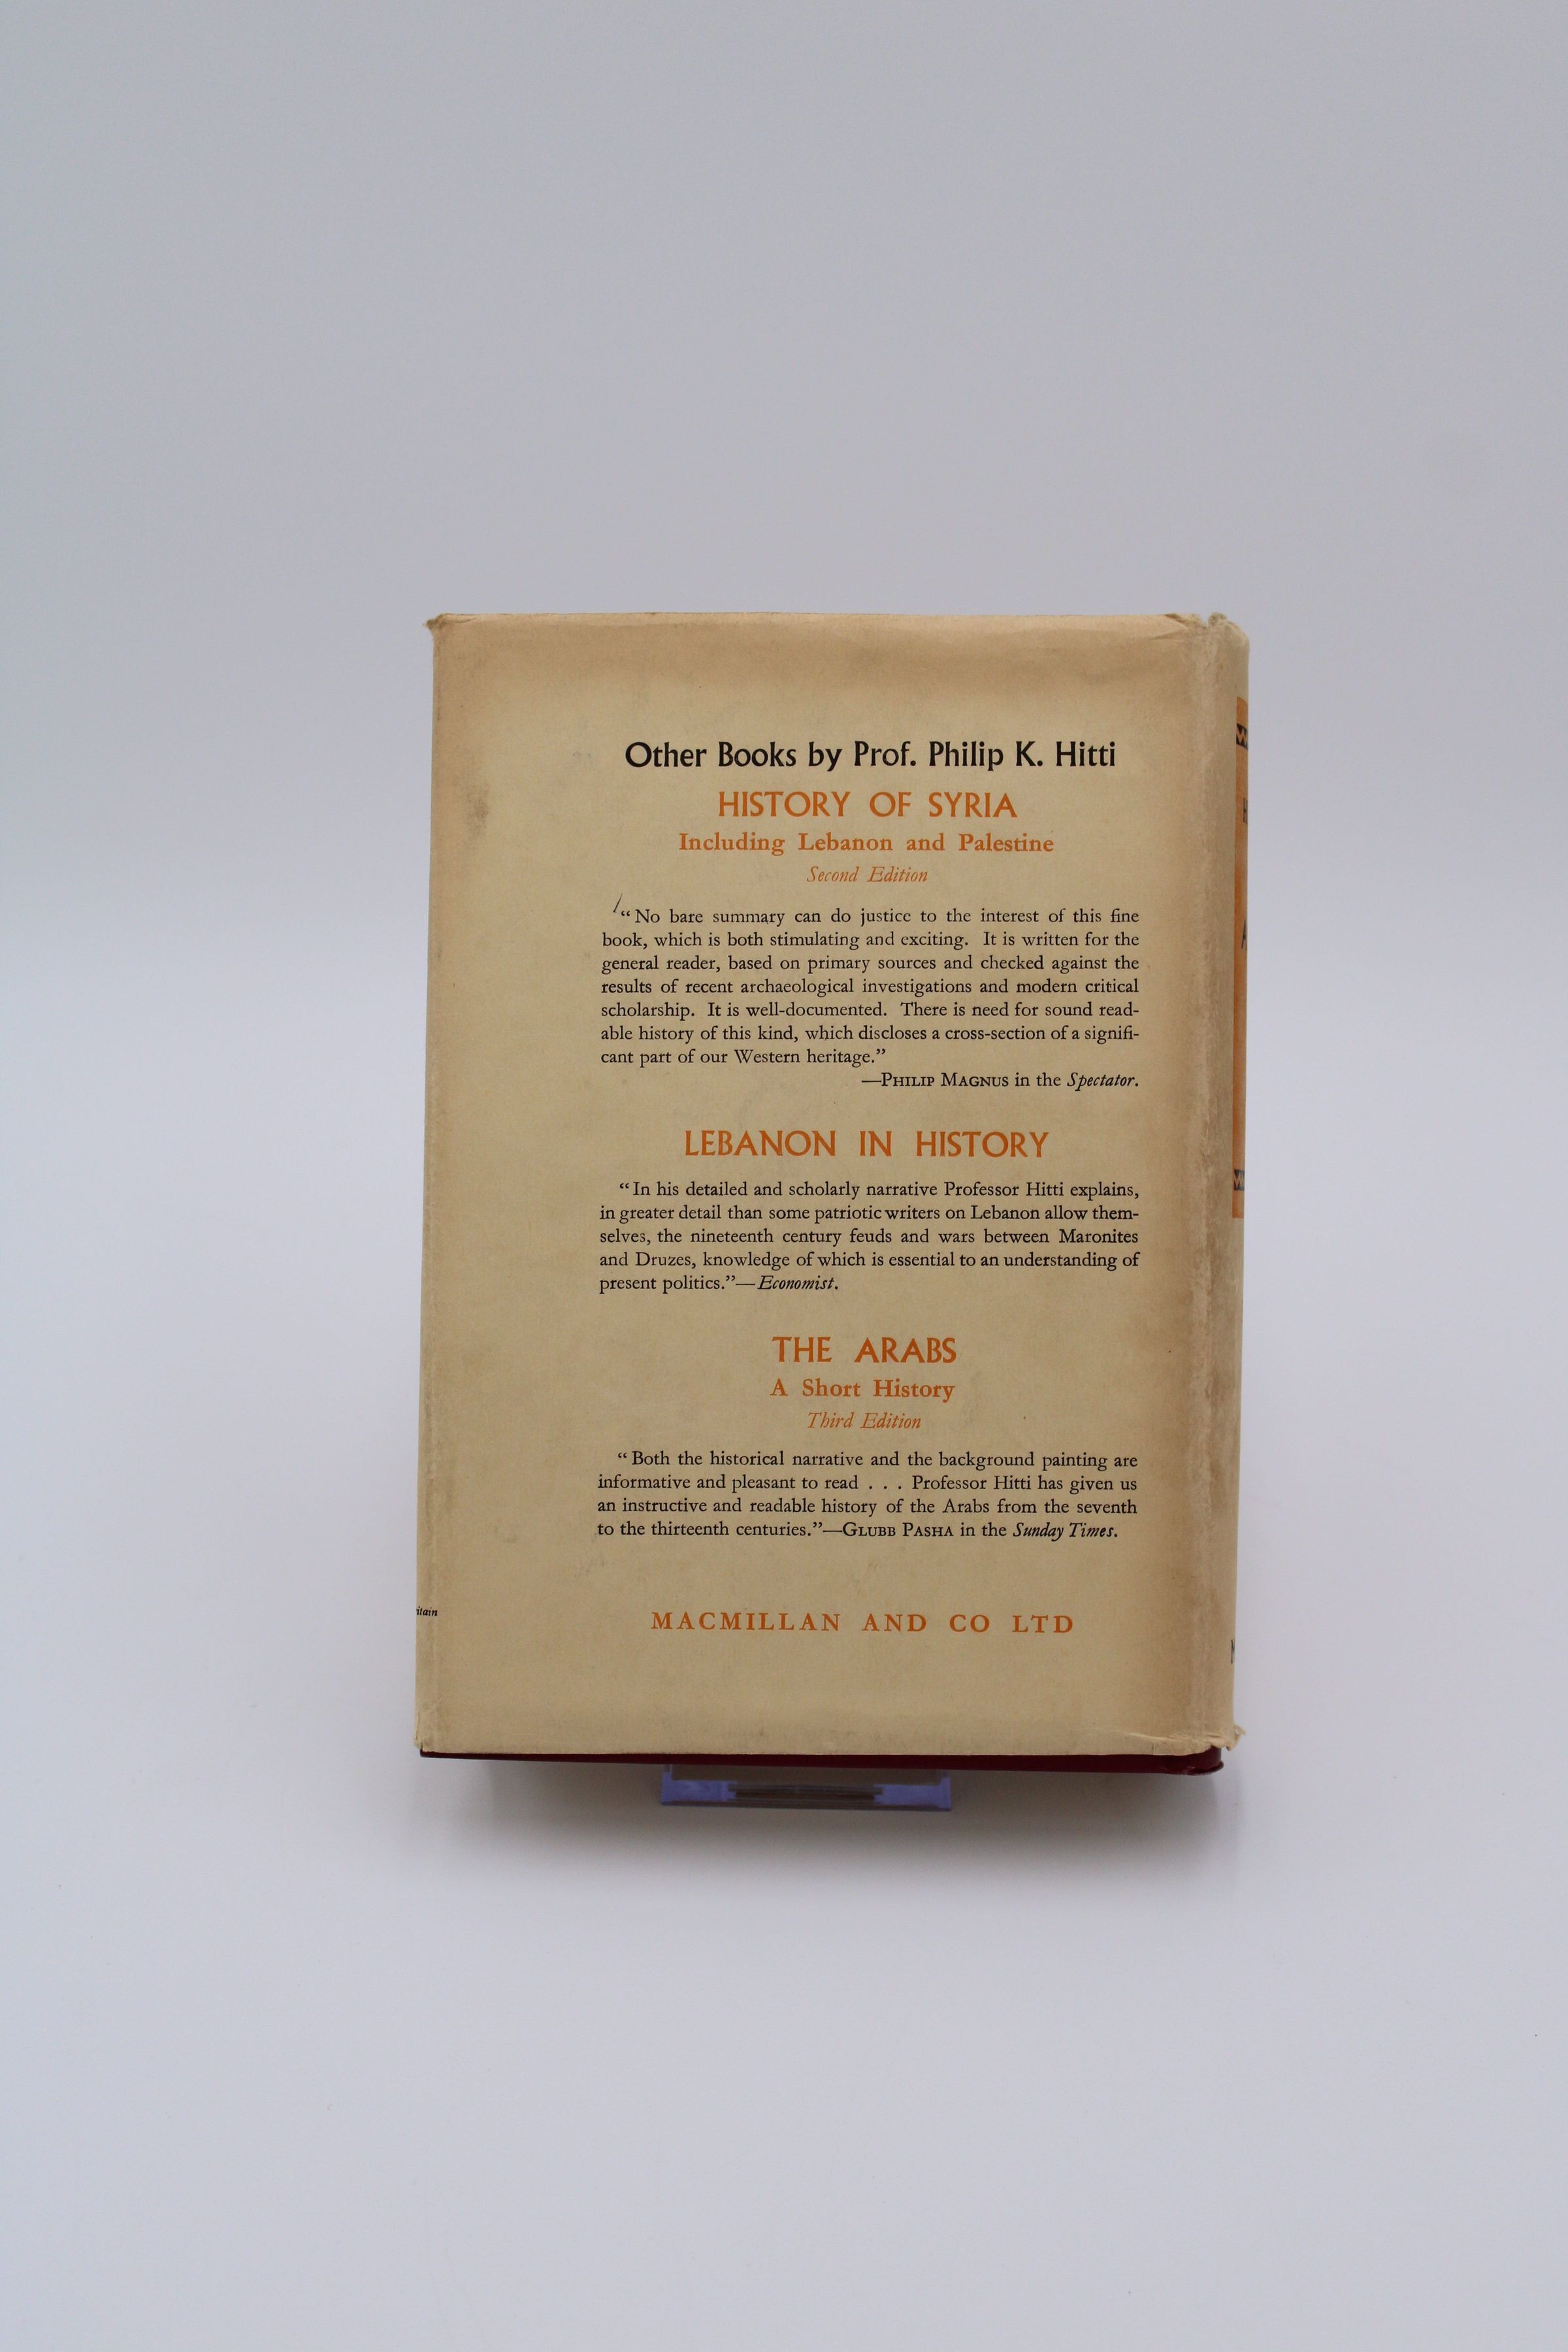 Other Books by Prof. Philip K. Hitti
HISTORY OF SYRIA
Including Lebanon and Palestine
Second Edition
“No bare summary can do justice to the interest of this fine
book, which is both stimulating and exciting. It is written for the
general reader, based on primary sources and checked against the
results of recent archaeological investigations and modern critical
scholarship. It is well-documented. There is need for sound read-
able history of this kind, which discloses a cross-section of a signifi-
cant part of our Western heritage.”
—PHILIP MAGNUS in the Spectator.
LEBANON IN HISTORY
“In his detailed and scholarly narrative Professor Hitti explains,
in greater detail than some patriotic writers on Lebanon allow them-
selves, the nineteenth century feuds and wars between Maronites
and Druzes, knowledge of which is essential to an understanding of
present politics.”—Economist.
THE ARABS
A Short History
Third Edition
“Both the historical narrative and the background painting are
informative and pleasant to read . . . Professor Hitti has given us
an instructive and readable history of the Arabs from the seventh
to the thirteenth centuries.”—GLUBB PASHA in the Sunday Times.
itain
MACMILLAN AND CO LTD